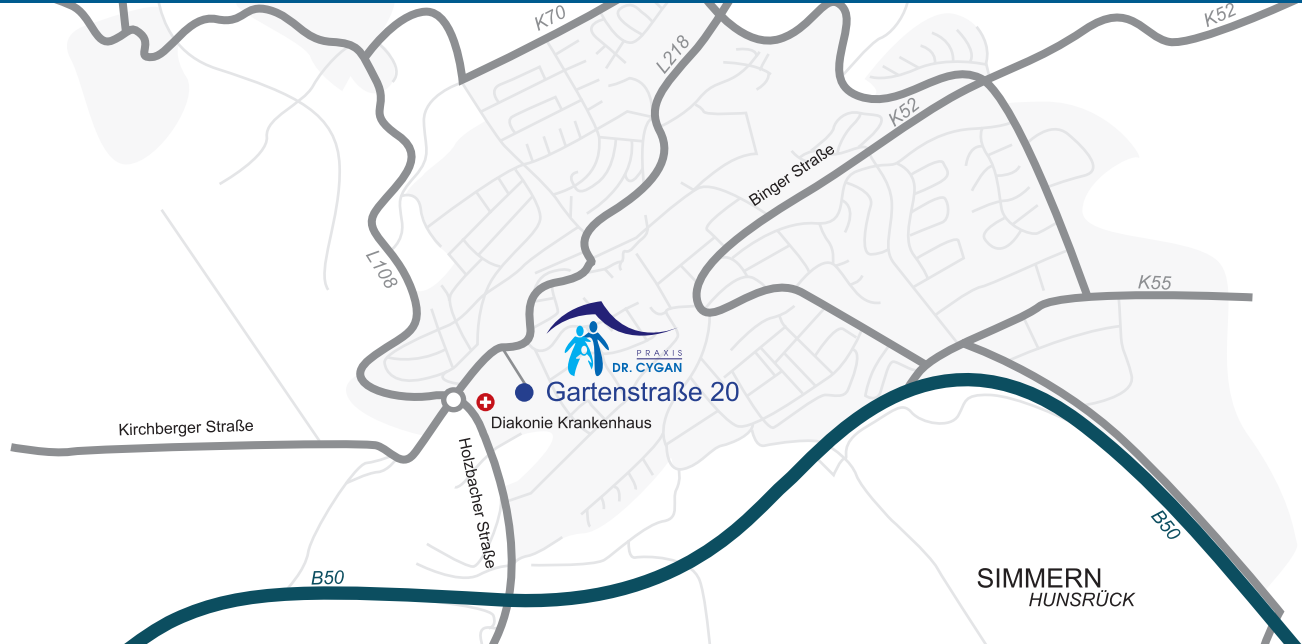 K70
K52
L218
K52
Binger Straße
L108
K55
PRAXIS
DR. CYGAN
Gartenstraße 20
Diakonie Krankenhaus
Kirchberger Straße
Holzbacher Straße
B50
B50
SIMMERN
HUNSRÜCK